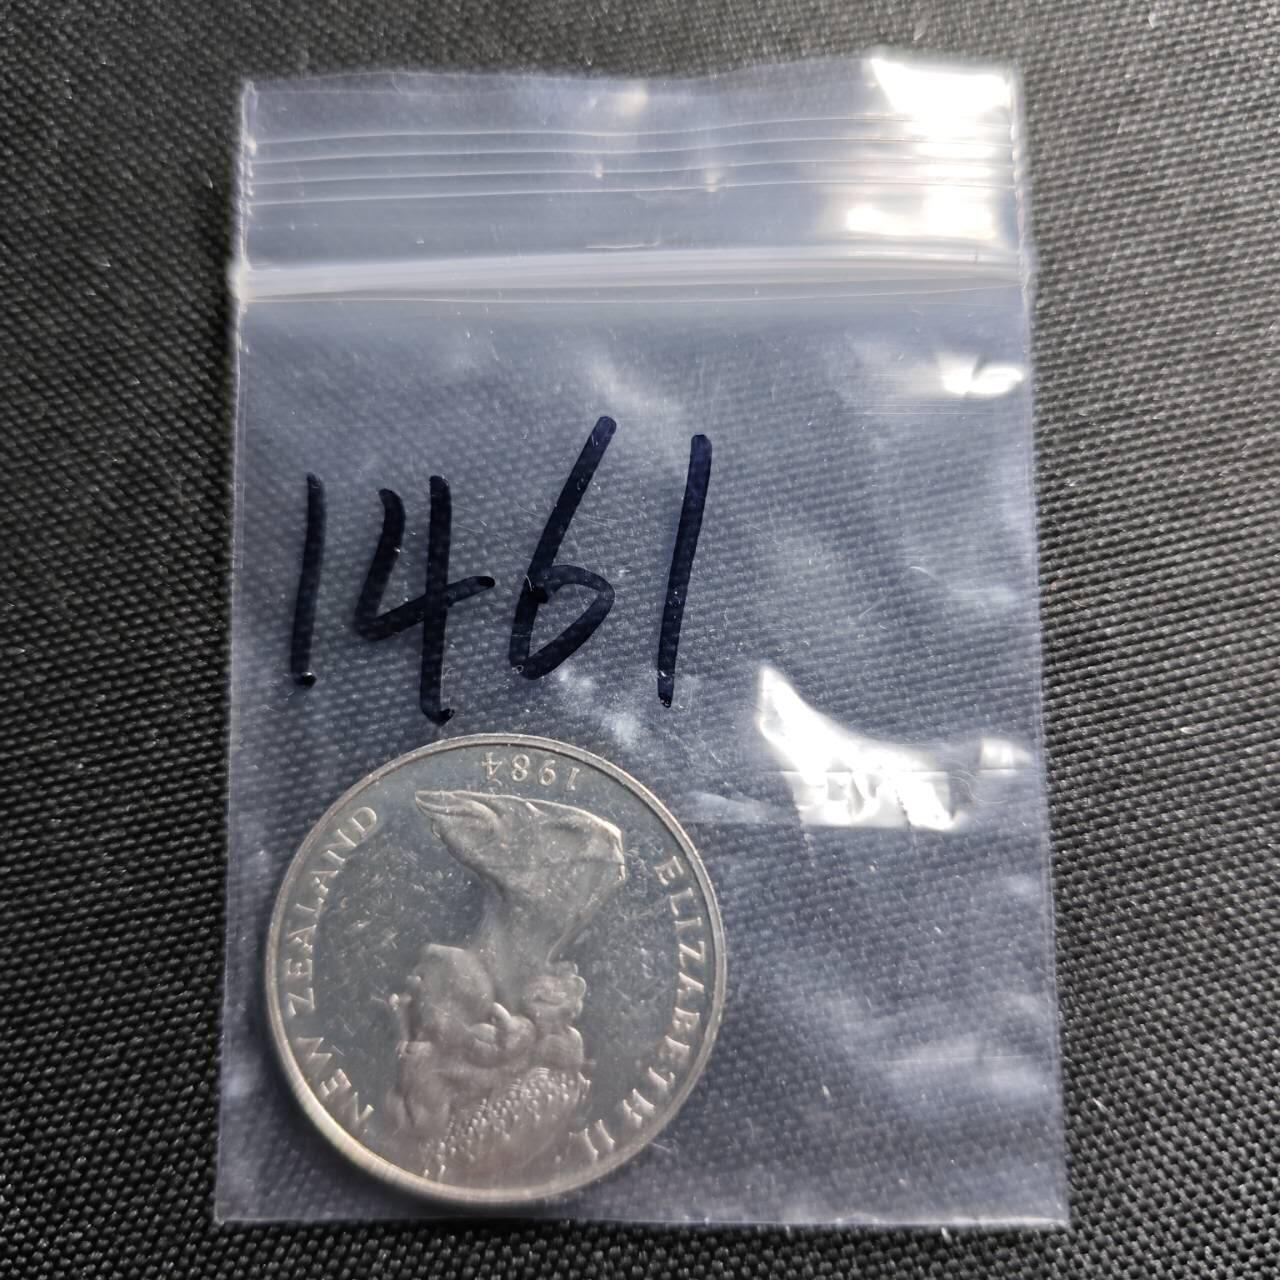 1461
1984
NEW ZEALAND
ELIZABETH II